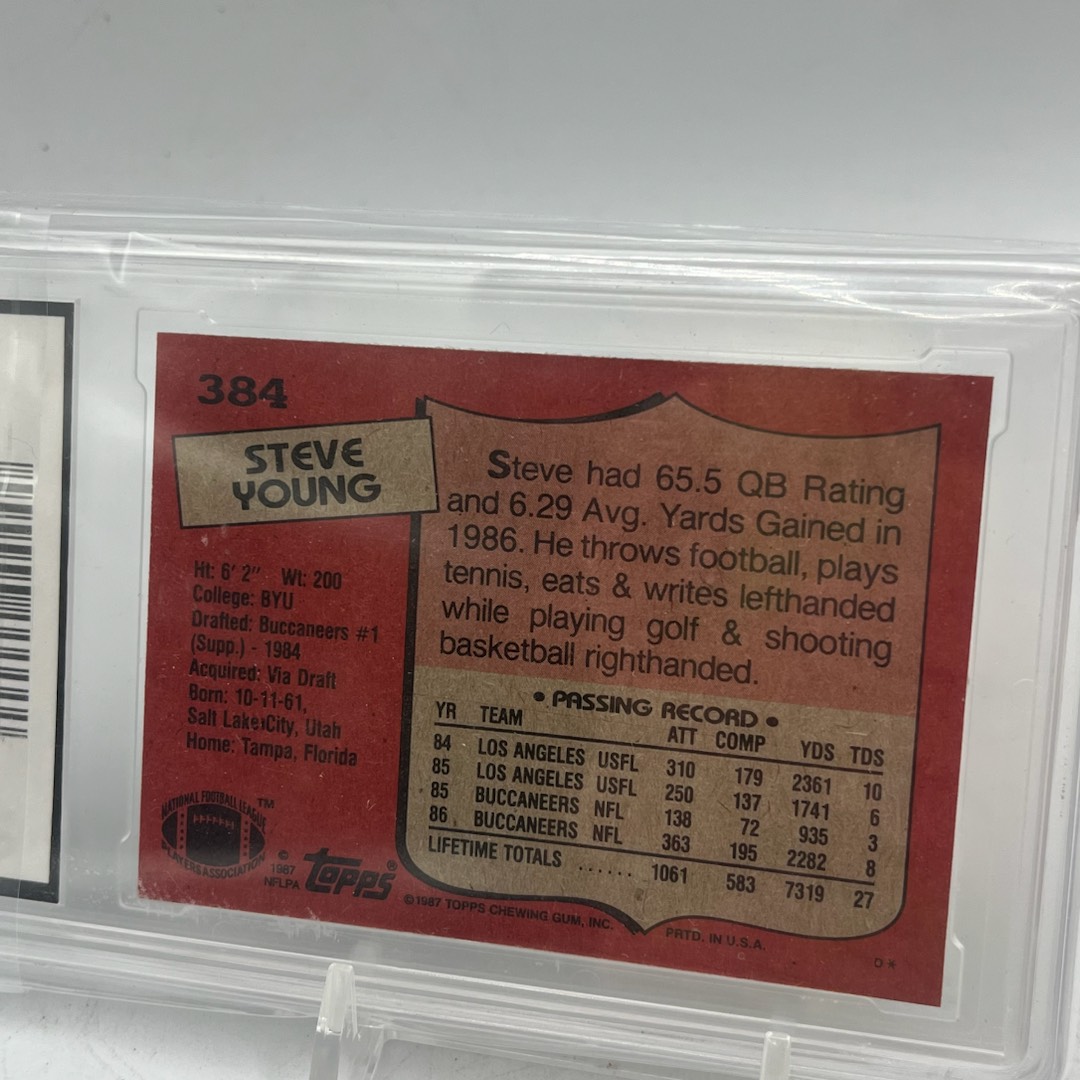 384
STEVE
YOUNG
Ht: 6' 2" Wt: 200
College: BYU
Drafted: Buccaneers #1
(Supp.) - 1984
Acquired: Via Draft
Born: 10-11-61,
Salt Lake City, Utah
Home: Tampa, Florida
NATIONAL FOOTBALL LEAGUE
PLAYERS ASSOCIATION
TM
© 1987
NFLPA
topps®
Steve had 65.5 QB Rating
and 6.29 Avg. Yards Gained in
1986. He throws football, plays
tennis, eats & writes lefthanded
while playing golf & shooting
basketball righthanded.
• PASSING RECORD •
YR TEAM ATT COMP YDS TDS
84 LOS ANGELES USFL 310 179 2361 10
85 LOS ANGELES USFL 250 137 1741 6
85 BUCCANEERS NFL 138 72 935 3
86 BUCCANEERS NFL 363 195 2282 8
LIFETIME TOTALS ...... 1061 583 7319 27
©1987 TOPPS CHEWING GUM, INC. PRTD. IN U.S.A.
D*